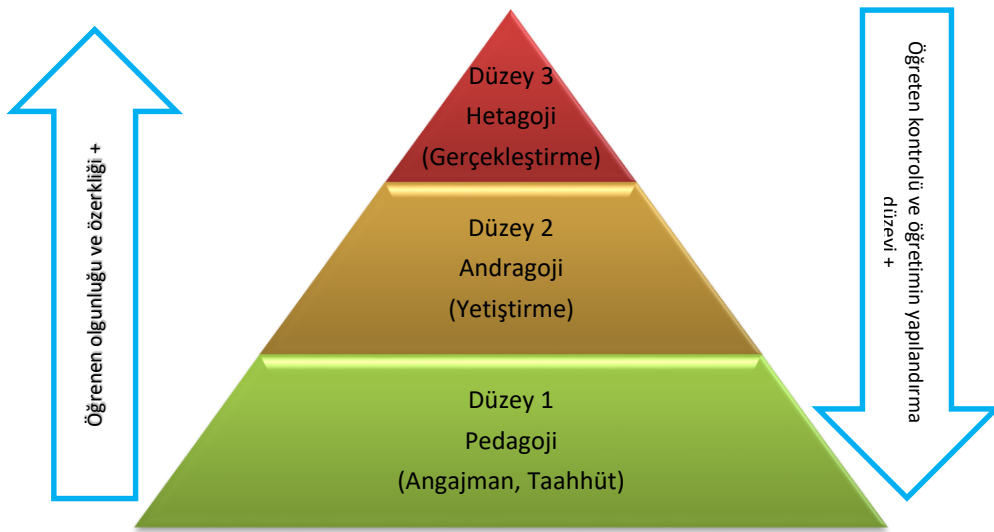 Öğrenen olgunluğu ve özerkliği +
Düzey 3
Hetagoji
(Gerçekleştirme)
Düzey 2
Andragoji
(Yetiştirme)
Düzey 1
Pedagoji
(Angajman, Taahhüt)
Öğreten kontrolü ve öğretimin yapılandırma
düzeyi +